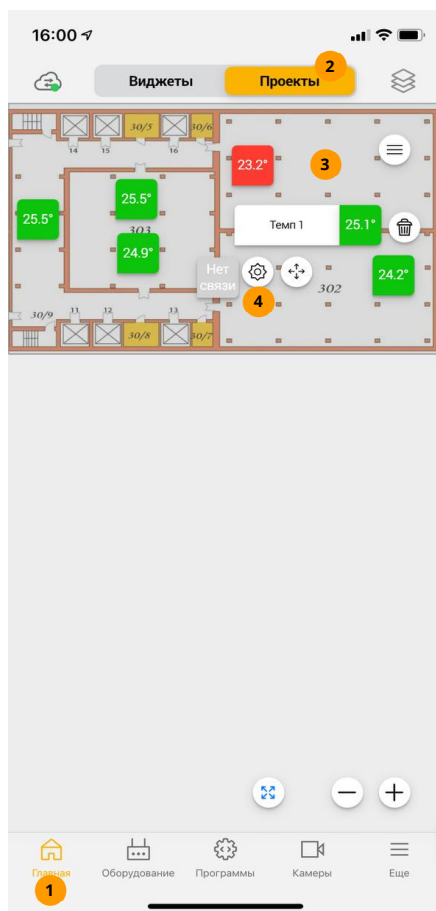 16:00
2
Виджеты
Проекты
30/5
30/6
14
15
16
23.2°
3
25.5°
25.5°
303
Темп 1
25.1°
24.9°
Нет
связи
24.2°
4
302
30/9
11
12
13
30/8
30/7
Главная
Оборудование
Программы
Камеры
Еще
1